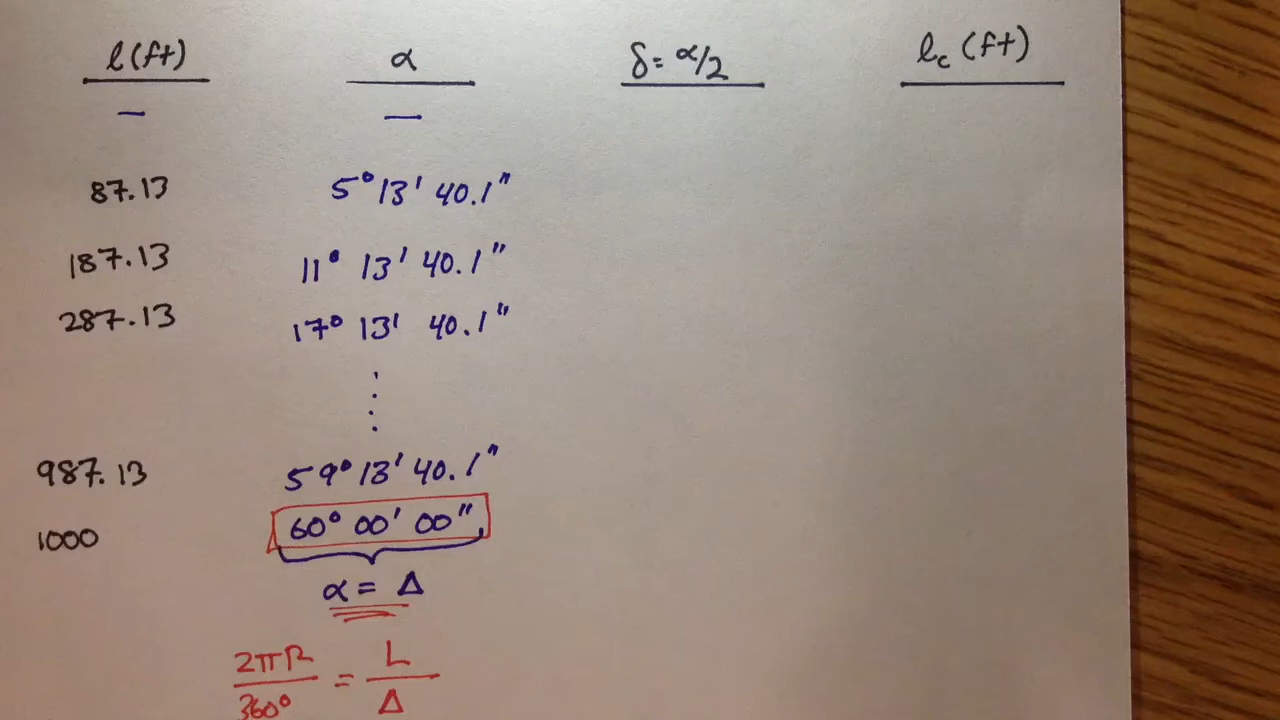 l (ft) α δ = α/2 lc (ft)
— —
87.13 5° 13' 40.1"
187.13 11° 13' 40.1"
287.13 17° 13' 40.1"
⋮
987.13 59° 13' 40.1"
1000 60° 00' 00"
α = Δ
2πR/360° = L/Δ